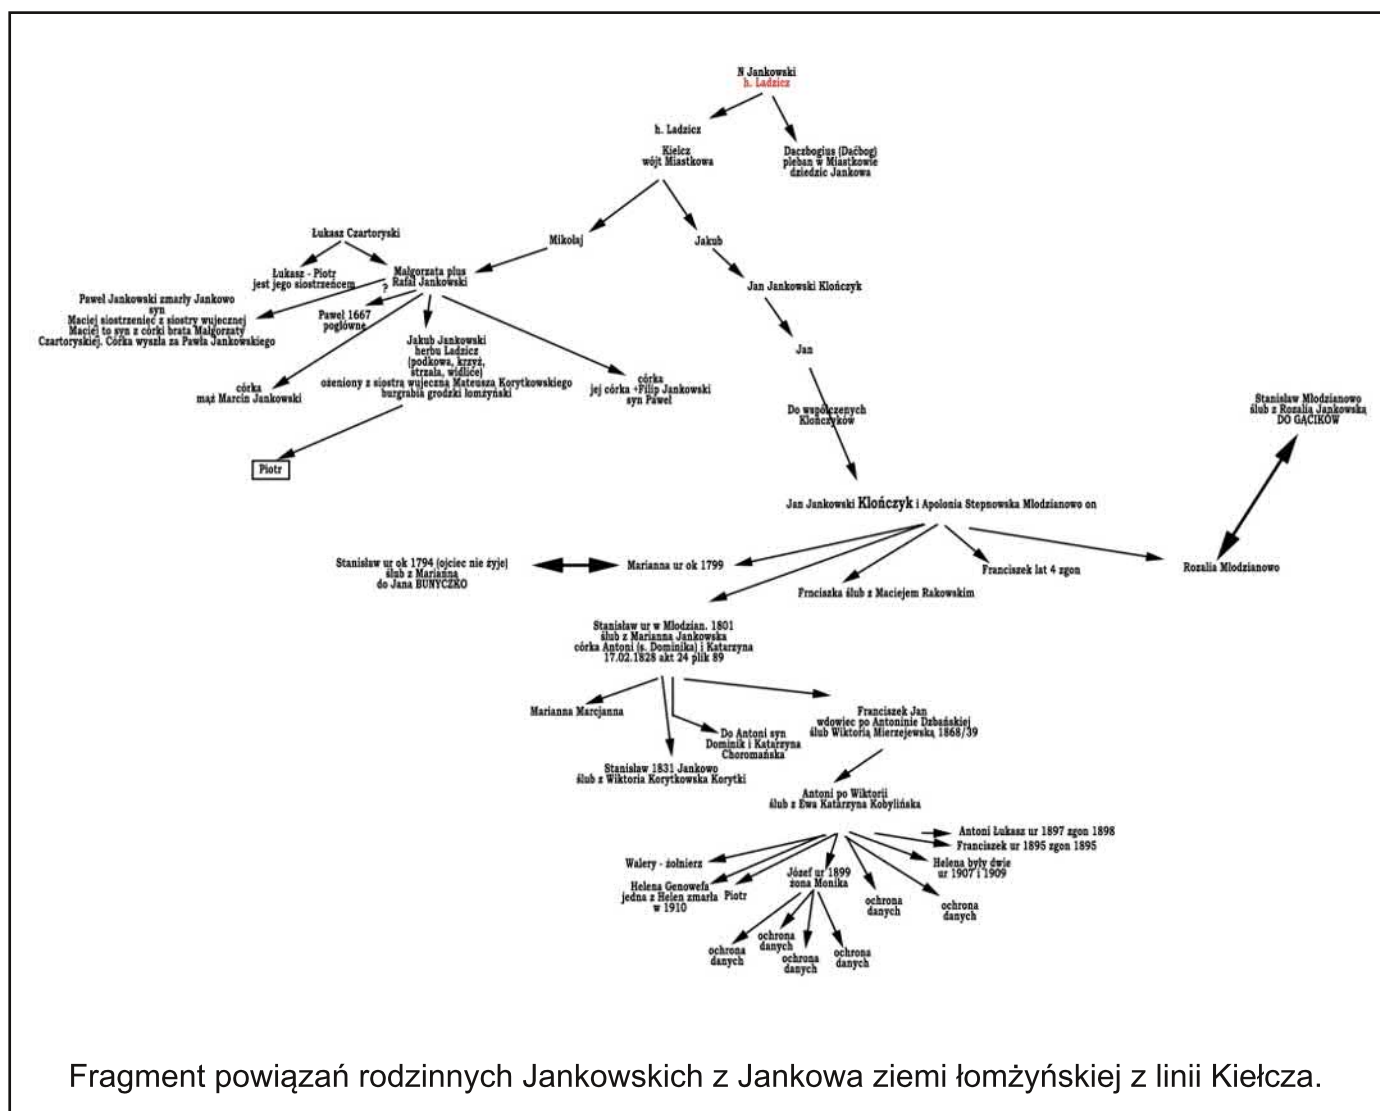 N Jankowski
h. Ladzicz
h. Ladzicz
Kielcz
wójt Miastkowa
Daczbogius (Daćbog)
pleban w Miastkowie
dziedzic Jankowa
Łukasz Czartoryski
Mikołaj
Jakub
Łukasz - Piotr
jest jego siostrzeńcem
Małgorzata plus
Rafał Jankowski
?
Jan Jankowski Klończyk
Paweł Jankowski zmarły Jankowo
syn
Maciej siostrzeniec z siostry wujecznej
Maciej to syn z córki brata Małgorzaty
Czartoryskiej. Córka wyszła za Pawła Jankowskiego
Paweł 1667
pogłówne
Jakub Jankowski
herbu Ladzicz
(podkowa, krzyż,
strzała, widlice)
ożeniony z siostrą wujeczną Mateusza Korytkowskiego
burgrabia grodzki łomżyński
Jan
córka
mąż Marcin Jankowski
córka
jej córka +Filip Jankowski
syn Paweł
Do współczenych
Klończyków
Stanisław Młodzianowo
ślub z Rozalią Jankowską
DO GĄCIKÓW
Piotr
Jan Jankowski Klończyk i Apolonia Stepnowska Młodzianowo on
Stanisław ur ok 1794 (ojciec nie żyje)
ślub z Marianną
do Jana BUNYCZKO
Marianna ur ok 1799
Franciszek lat 4 zgon
Rozalia Młodzianowo
Frnciszka ślub z Maciejem Rakowskim
Stanisław ur w Młodzian. 1801
ślub z Marianna Jankowska
córka Antoni (s. Dominika) i Katarzyna
17.02.1828 akt 24 plik 89
Marianna Marcjanna
Do Antoni syn
Dominik i Katarzyna
Choromańska
Franciszek Jan
wdowiec po Antoninie Dzbańskiej
ślub Wiktorią Mierzejewską 1868/39
Stanisław 1831 Jankowo
ślub z Wiktoria Korytkowska Korytki
Antoni po Wiktorii
ślub z Ewa Katarzyna Kobylińska
Antoni Łukasz ur 1897 zgon 1898
Franciszek ur 1895 zgon 1895
Walery - żołnierz
Helena były dwie
ur 1907 i 1909
Józef ur 1899
żona Monika
Helena Genowefa
jedna z Helen zmarła
w 1910
Piotr
ochrona
danych
ochrona
danych
ochrona
danych
ochrona
danych
ochrona
danych
ochrona
danych
Fragment powiązań rodzinnych Jankowskich z Jankowa ziemi łomżyńskiej z linii Kiełcza.